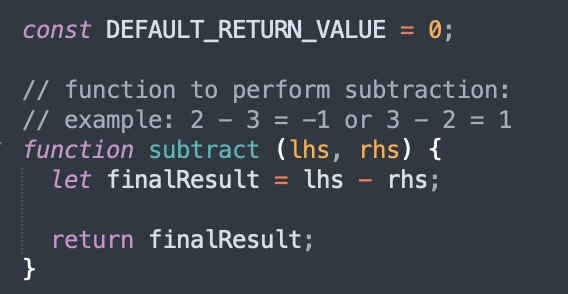 const DEFAULT_RETURN_VALUE = 0;
// function to perform subtraction:
// example: 2 - 3 = -1 or 3 - 2 = 1
function subtract (lhs, rhs) {
let finalResult = lhs - rhs;
return finalResult;
}